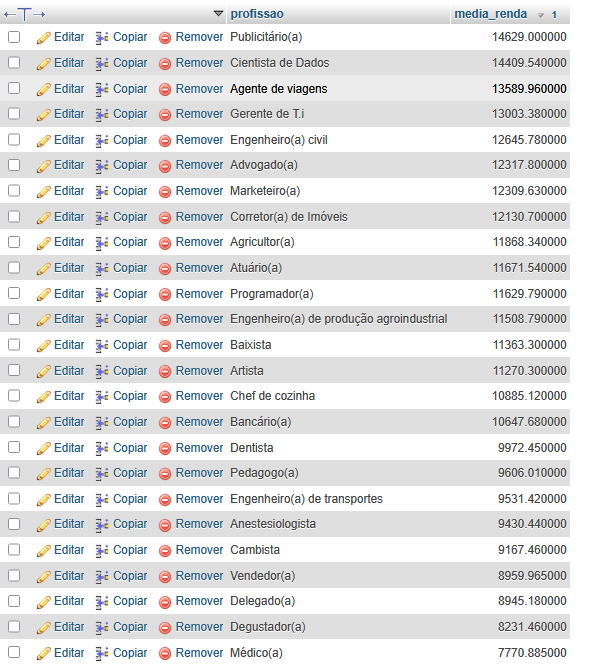 ←T→ profissao media_renda 1
Editar Copiar Remover Publicitário(a) 14629.000000
Editar Copiar Remover Cientista de Dados 14409.540000
Editar Copiar Remover Agente de viagens 13589.960000
Editar Copiar Remover Gerente de T.i 13003.380000
Editar Copiar Remover Engenheiro(a) civil 12645.780000
Editar Copiar Remover Advogado(a) 12317.800000
Editar Copiar Remover Marketeiro(a) 12309.630000
Editar Copiar Remover Corretor(a) de Imóveis 12130.700000
Editar Copiar Remover Agricultor(a) 11868.340000
Editar Copiar Remover Atuário(a) 11671.540000
Editar Copiar Remover Programador(a) 11629.790000
Editar Copiar Remover Engenheiro(a) de produção agroindustrial 11508.790000
Editar Copiar Remover Baixista 11363.300000
Editar Copiar Remover Artista 11270.300000
Editar Copiar Remover Chef de cozinha 10885.120000
Editar Copiar Remover Bancário(a) 10647.680000
Editar Copiar Remover Dentista 9972.450000
Editar Copiar Remover Pedagogo(a) 9606.010000
Editar Copiar Remover Engenheiro(a) de transportes 9531.420000
Editar Copiar Remover Anestesiologista 9430.440000
Editar Copiar Remover Cambista 9167.460000
Editar Copiar Remover Vendedor(a) 8959.965000
Editar Copiar Remover Delegado(a) 8945.180000
Editar Copiar Remover Degustador(a) 8231.460000
Editar Copiar Remover Médico(a) 7770.885000